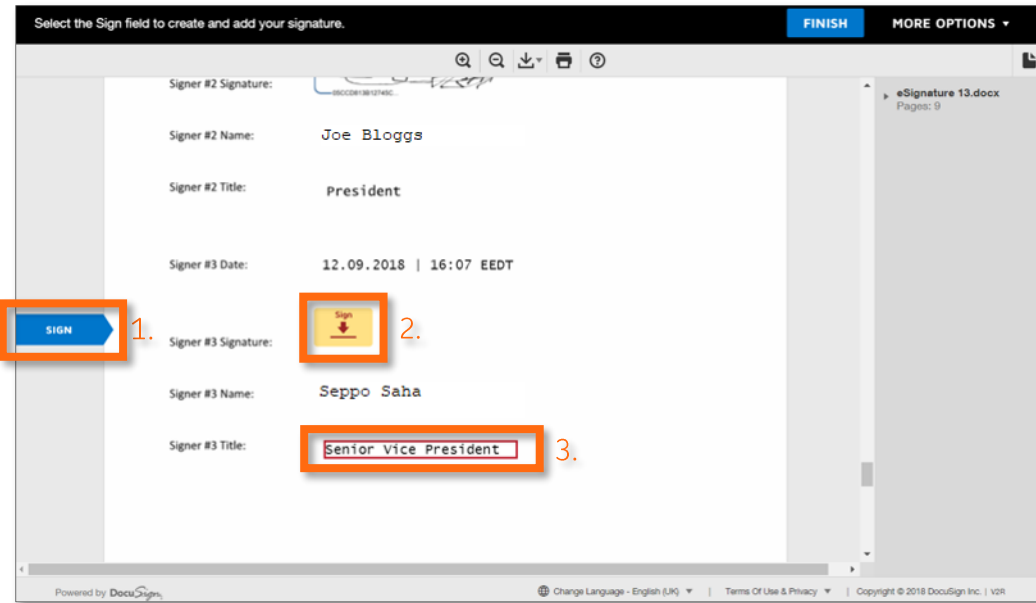 Select the Sign field to create and add your signature.
FINISH
MORE OPTIONS
eSignature 13.docx
Pages: 9
Signer #2 Signature:
Signer #2 Name: Joe Bloggs
Signer #2 Title: President
Signer #3 Date: 12.09.2018 | 16:07 EEDT
SIGN 1.
Sign 2.
Signer #3 Signature:
Signer #3 Name: Seppo Saha
Signer #3 Title: Senior Vice President 3.
Powered by DocuSign
Change Language - English (UK) | Terms Of Use & Privacy | Copyright © 2018 DocuSign Inc. | V2R